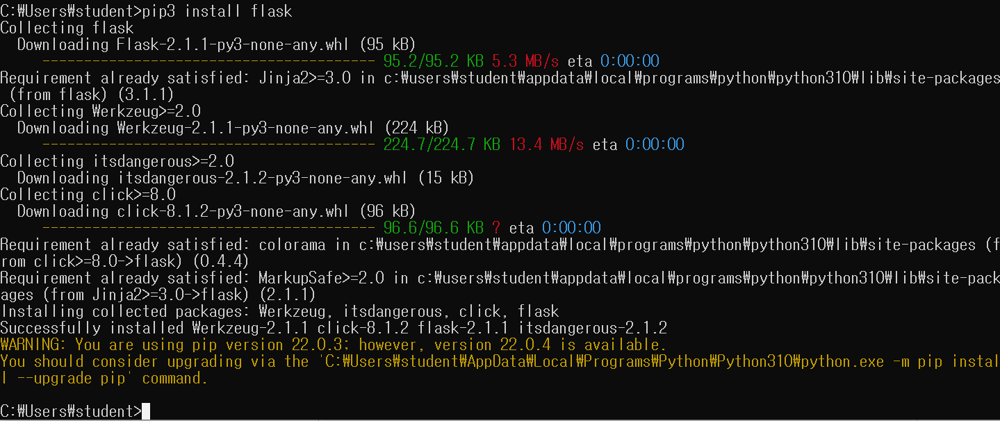 C:₩Users₩student>pip3 install flask
Collecting flask
  Downloading Flask-2.1.1-py3-none-any.whl (95 kB)
     ---------------------------------------- 95.2/95.2 KB 5.3 MB/s eta 0:00:00
Requirement already satisfied: Jinja2>=3.0 in c:₩users₩student₩appdata₩local₩programs₩python₩python310₩lib₩site-packages
 (from flask) (3.1.1)
Collecting Werkzeug>=2.0
  Downloading Werkzeug-2.1.1-py3-none-any.whl (224 kB)
     ---------------------------------------- 224.7/224.7 KB 13.4 MB/s eta 0:00:00
Collecting itsdangerous>=2.0
  Downloading itsdangerous-2.1.2-py3-none-any.whl (15 kB)
Collecting click>=8.0
  Downloading click-8.1.2-py3-none-any.whl (96 kB)
     ---------------------------------------- 96.6/96.6 KB ? eta 0:00:00
Requirement already satisfied: colorama in c:₩users₩student₩appdata₩local₩programs₩python₩python310₩lib₩site-packages (f
rom click>=8.0->flask) (0.4.4)
Requirement already satisfied: MarkupSafe>=2.0 in c:₩users₩student₩appdata₩local₩programs₩python₩python310₩lib₩site-pack
ages (from Jinja2>=3.0->flask) (2.1.1)
Installing collected packages: Werkzeug, itsdangerous, click, flask
Successfully installed Werkzeug-2.1.1 click-8.1.2 flask-2.1.1 itsdangerous-2.1.2
WARNING: You are using pip version 22.0.3; however, version 22.0.4 is available.
You should consider upgrading via the 'C:₩Users₩student₩AppData₩Local₩Programs₩Python₩Python310₩python.exe -m pip instal
l --upgrade pip' command.

C:₩Users₩student>